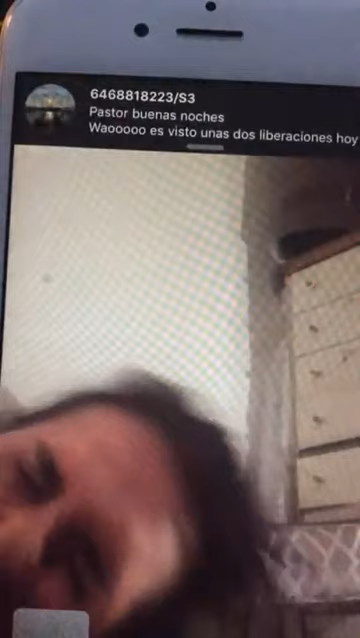 6468818223/S3
Pastor buenas noches
Waooooo es visto unas dos liberaciones hoy